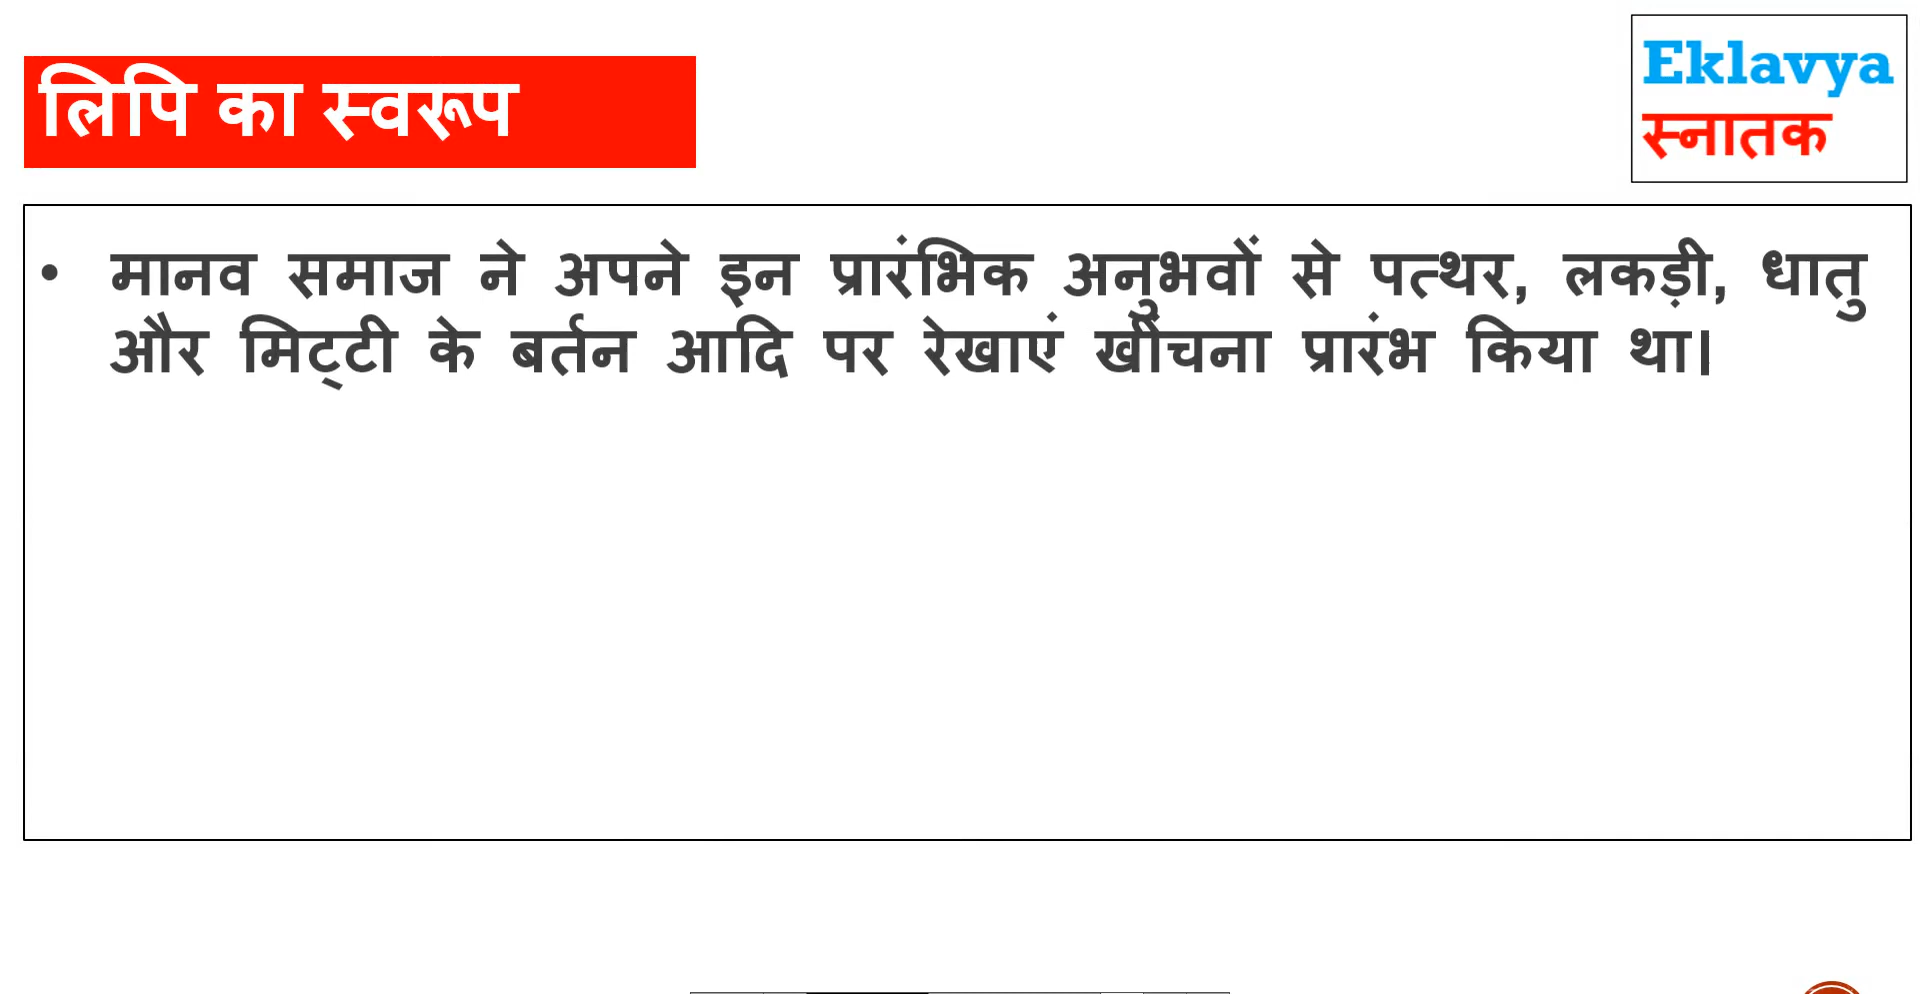 लिपि का स्वरूप
Eklavya
स्नातक
• मानव समाज ने अपने इन प्रारंभिक अनुभवों से पत्थर, लकड़ी, धातु
और मिट्टी के बर्तन आदि पर रेखाएं खींचना प्रारंभ किया था।